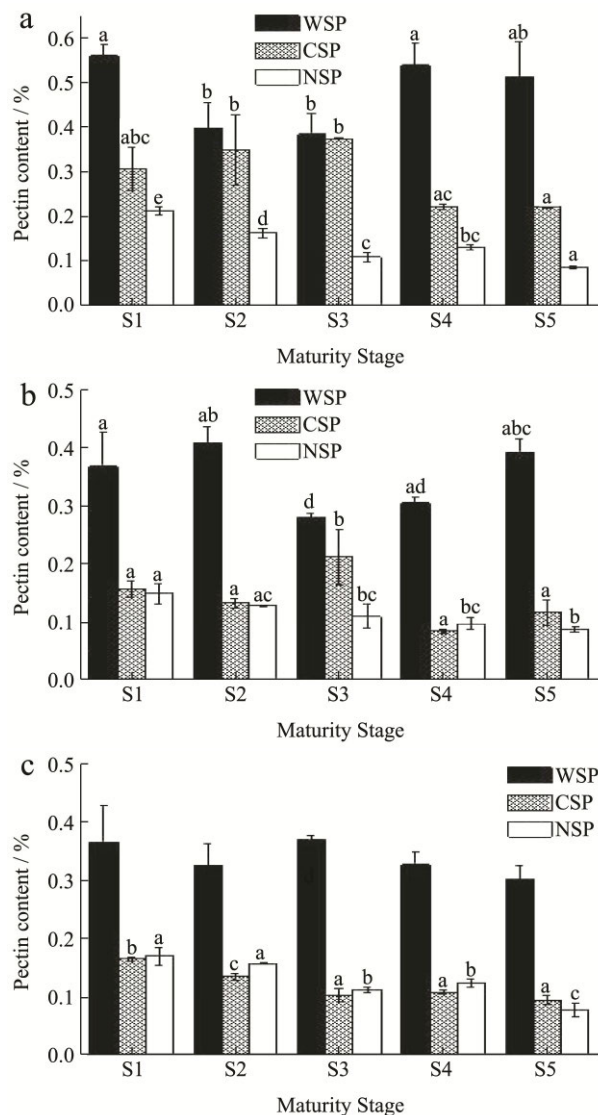 a
WSP
CSP
NSP
Pectin content / %
0.6
0.5
0.4
0.3
0.2
0.1
0.0
a
abc
e
b
b
d
b
b
c
a
ac
bc
ab
a
a
S1 S2 S3 S4 S5
Maturity Stage
b
WSP
CSP
NSP
Pectin content / %
0.5
0.4
0.3
0.2
0.1
0.0
a
a
a
ab
a
ac
d
b
bc
ad
a
bc
abc
a
b
S1 S2 S3 S4 S5
Maturity Stage
c
WSP
CSP
NSP
Pectin content / %
0.5
0.4
0.3
0.2
0.1
0.0
b
a
c
a
a
b
a
b
a
c
S1 S2 S3 S4 S5
Maturity Stage